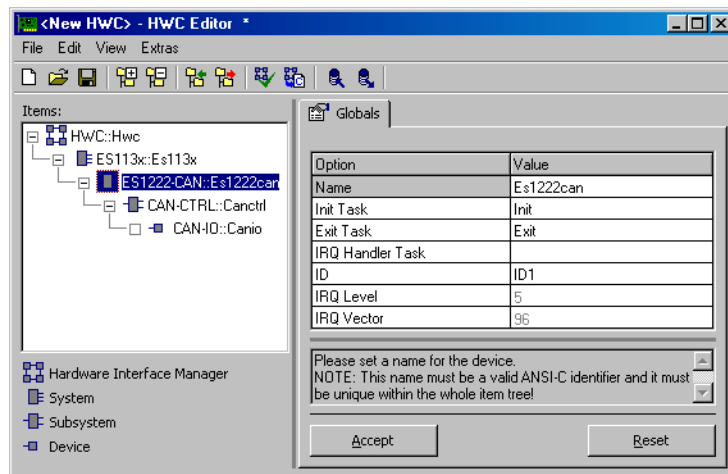 <New HWC> - HWC Editor *
File Edit View Extras
Items:
HWC::Hwc
ES113x::Es113x
ES1222-CAN::Es1222can
CAN-CTRL::Canctrl
CAN-IO::Canio
Hardware Interface Manager
System
Subsystem
Device
Globals
Option Value
Name Es1222can
Init Task Init
Exit Task Exit
IRQ Handler Task
ID ID1
IRQ Level 5
IRQ Vector 96
Please set a name for the device.
NOTE: This name must be a valid ANSI-C identifier and it must
be unique within the whole item tree!
Accept Reset